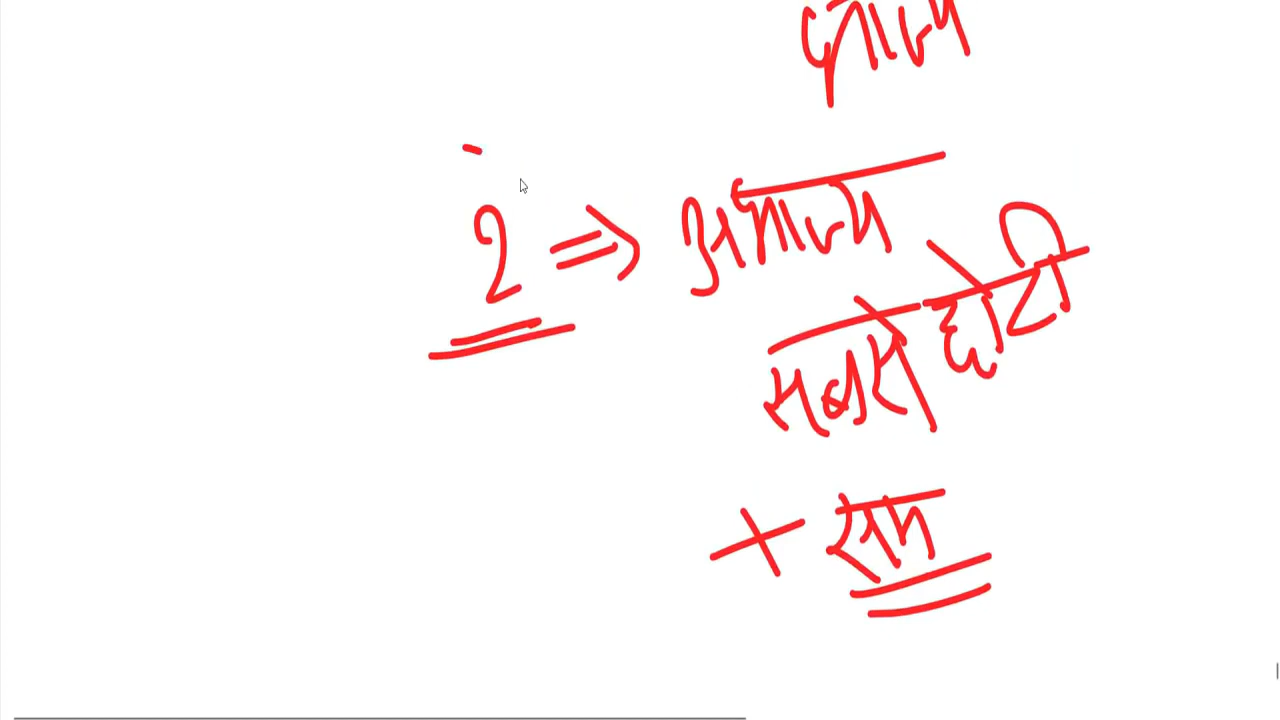 2 ⇒ अभाज्य
सबसे छोटी
+ सम